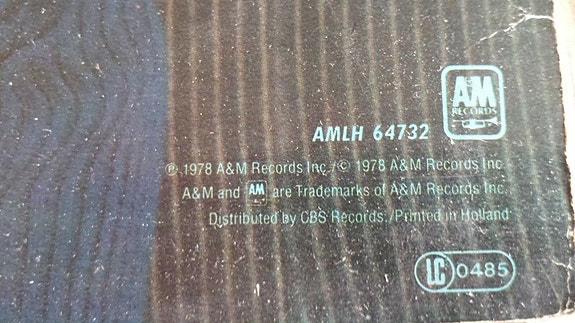 A&M
RECORDS
AMLH 64732
℗ 1978 A&M Records Inc./© 1978 A&M Records Inc.
A&M and A&M are Trademarks of A&M Records Inc.
Distributed by CBS Records./Printed in Holland
LC 0485